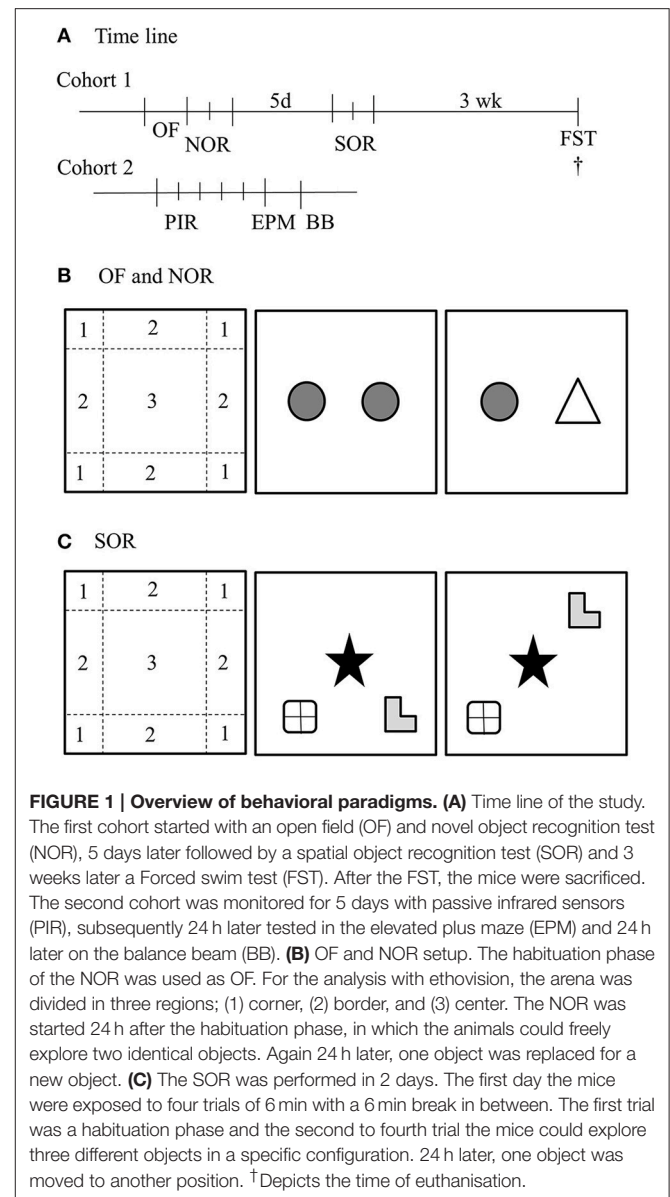 A Time line
Cohort 1
5d 3 wk
OF NOR SOR FST
†
Cohort 2
PIR EPM BB
B OF and NOR
1 2 1
2 3 2
1 2 1
C SOR
1 2 1
2 3 2
1 2 1
FIGURE 1 | Overview of behavioral paradigms. (A) Time line of the study.
The first cohort started with an open field (OF) and novel object recognition test
(NOR), 5 days later followed by a spatial object recognition test (SOR) and 3
weeks later a Forced swim test (FST). After the FST, the mice were sacrificed.
The second cohort was monitored for 5 days with passive infrared sensors
(PIR), subsequently 24 h later tested in the elevated plus maze (EPM) and 24 h
later on the balance beam (BB). (B) OF and NOR setup. The habituation phase
of the NOR was used as OF. For the analysis with ethovision, the arena was
divided in three regions; (1) corner, (2) border, and (3) center. The NOR was
started 24 h after the habituation phase, in which the animals could freely
explore two identical objects. Again 24 h later, one object was replaced for a
new object. (C) The SOR was performed in 2 days. The first day the mice
were exposed to four trials of 6 min with a 6 min break in between. The first trial
was a habituation phase and the second to fourth trial the mice could explore
three different objects in a specific configuration. 24 h later, one object was
moved to another position. †Depicts the time of euthanisation.